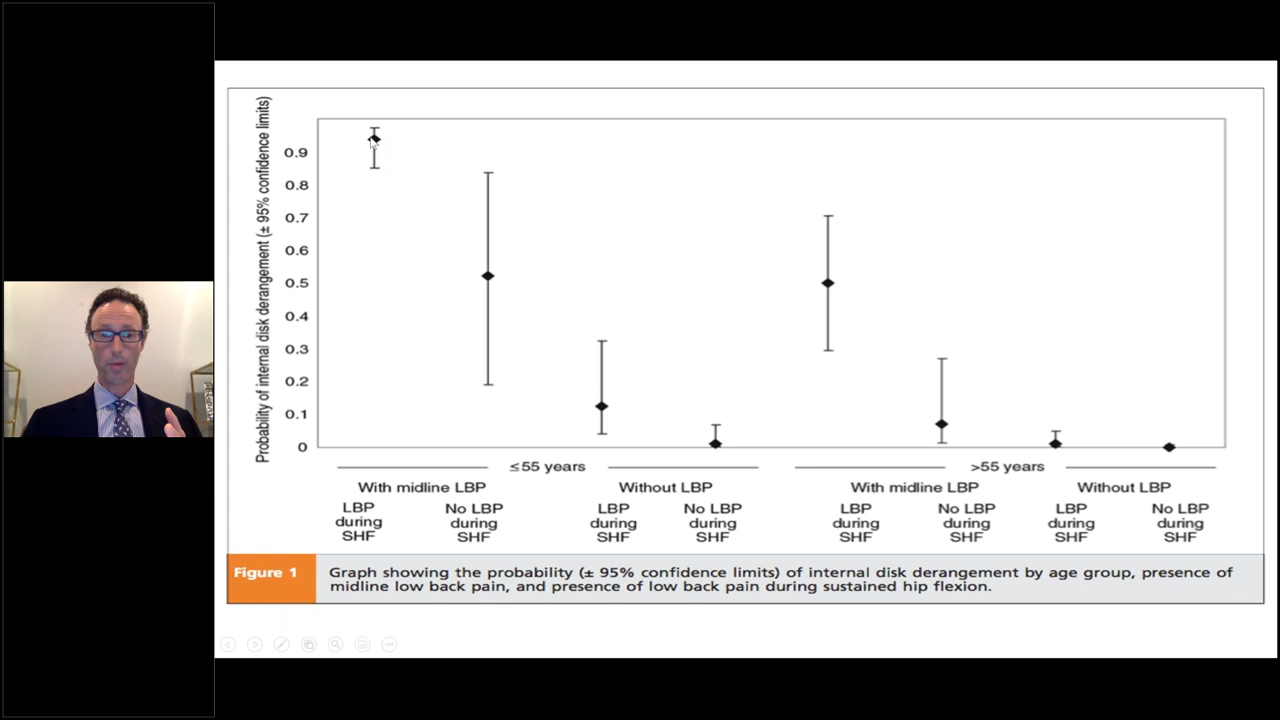 Probability of internal disk derangement (± 95% confidence limits)
0.9
0.8
0.7
0.6
0.5
0.4
0.3
0.2
0.1
0
≤55 years >55 years
With midline LBP Without LBP With midline LBP Without LBP
LBP No LBP LBP No LBP LBP No LBP LBP No LBP
during during during during during during during during
SHF SHF SHF SHF SHF SHF SHF SHF
Figure 1 Graph showing the probability (± 95% confidence limits) of internal disk derangement by age group, presence of
midline low back pain, and presence of low back pain during sustained hip flexion.